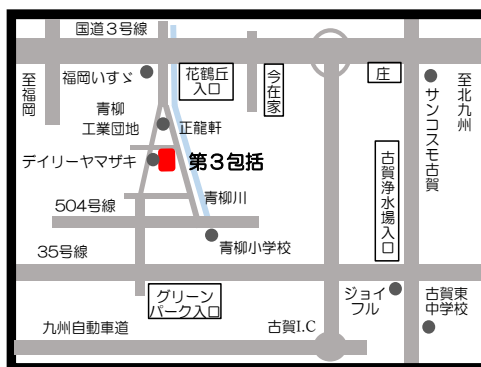 国道3号線
至福岡
福岡いすゞ
花鶴丘
入口
今在家
庄
サンコスモ古賀
至北九州
青柳
工業団地
正龍軒
デイリーヤマザキ
第3包括
古賀浄水場入口
504号線
青柳川
青柳小学校
35号線
グリーン
パーク入口
ジョイ
フル
古賀東
中学校
九州自動車道
古賀I.C